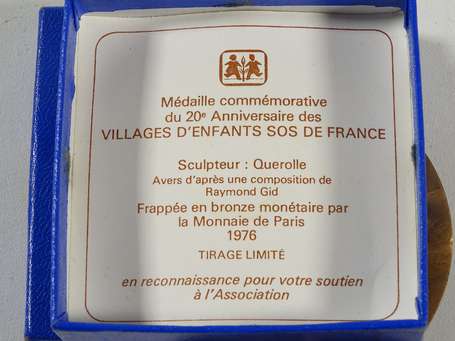 Médaille commémorative
du 20e Anniversaire des
VILLAGES D'ENFANTS SOS DE FRANCE
Sculpteur : Querolle
Avers d'après une composition de
Raymond Gid
Frappée en bronze monétaire par
la Monnaie de Paris
1976
TIRAGE LIMITÉ
en reconnaissance pour votre soutien
à l'Association